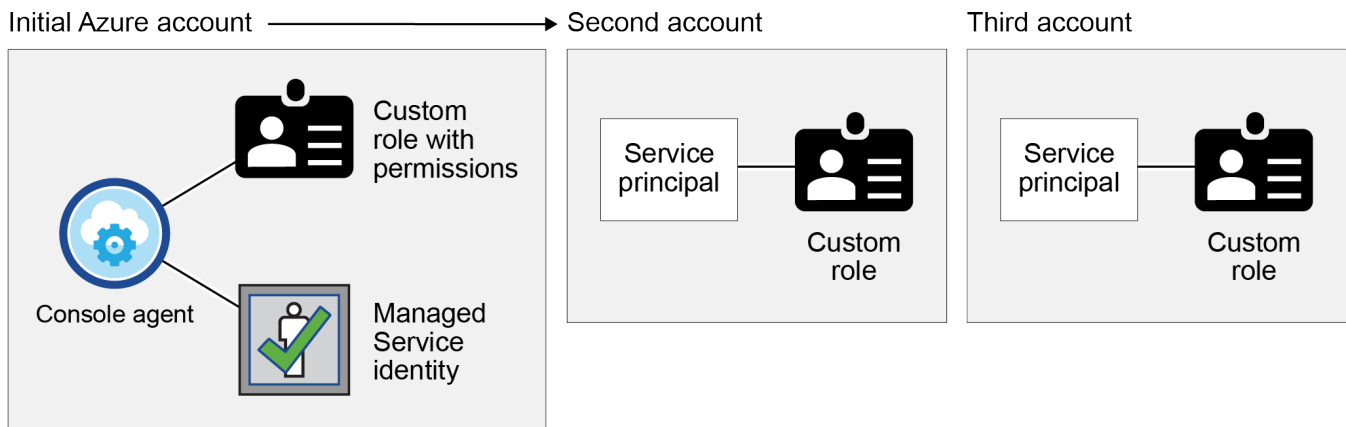 Initial Azure account
Second account
Third account
Custom
role with
permissions
Console agent
Managed
Service
identity
Service
principal
Custom
role
Service
principal
Custom
role